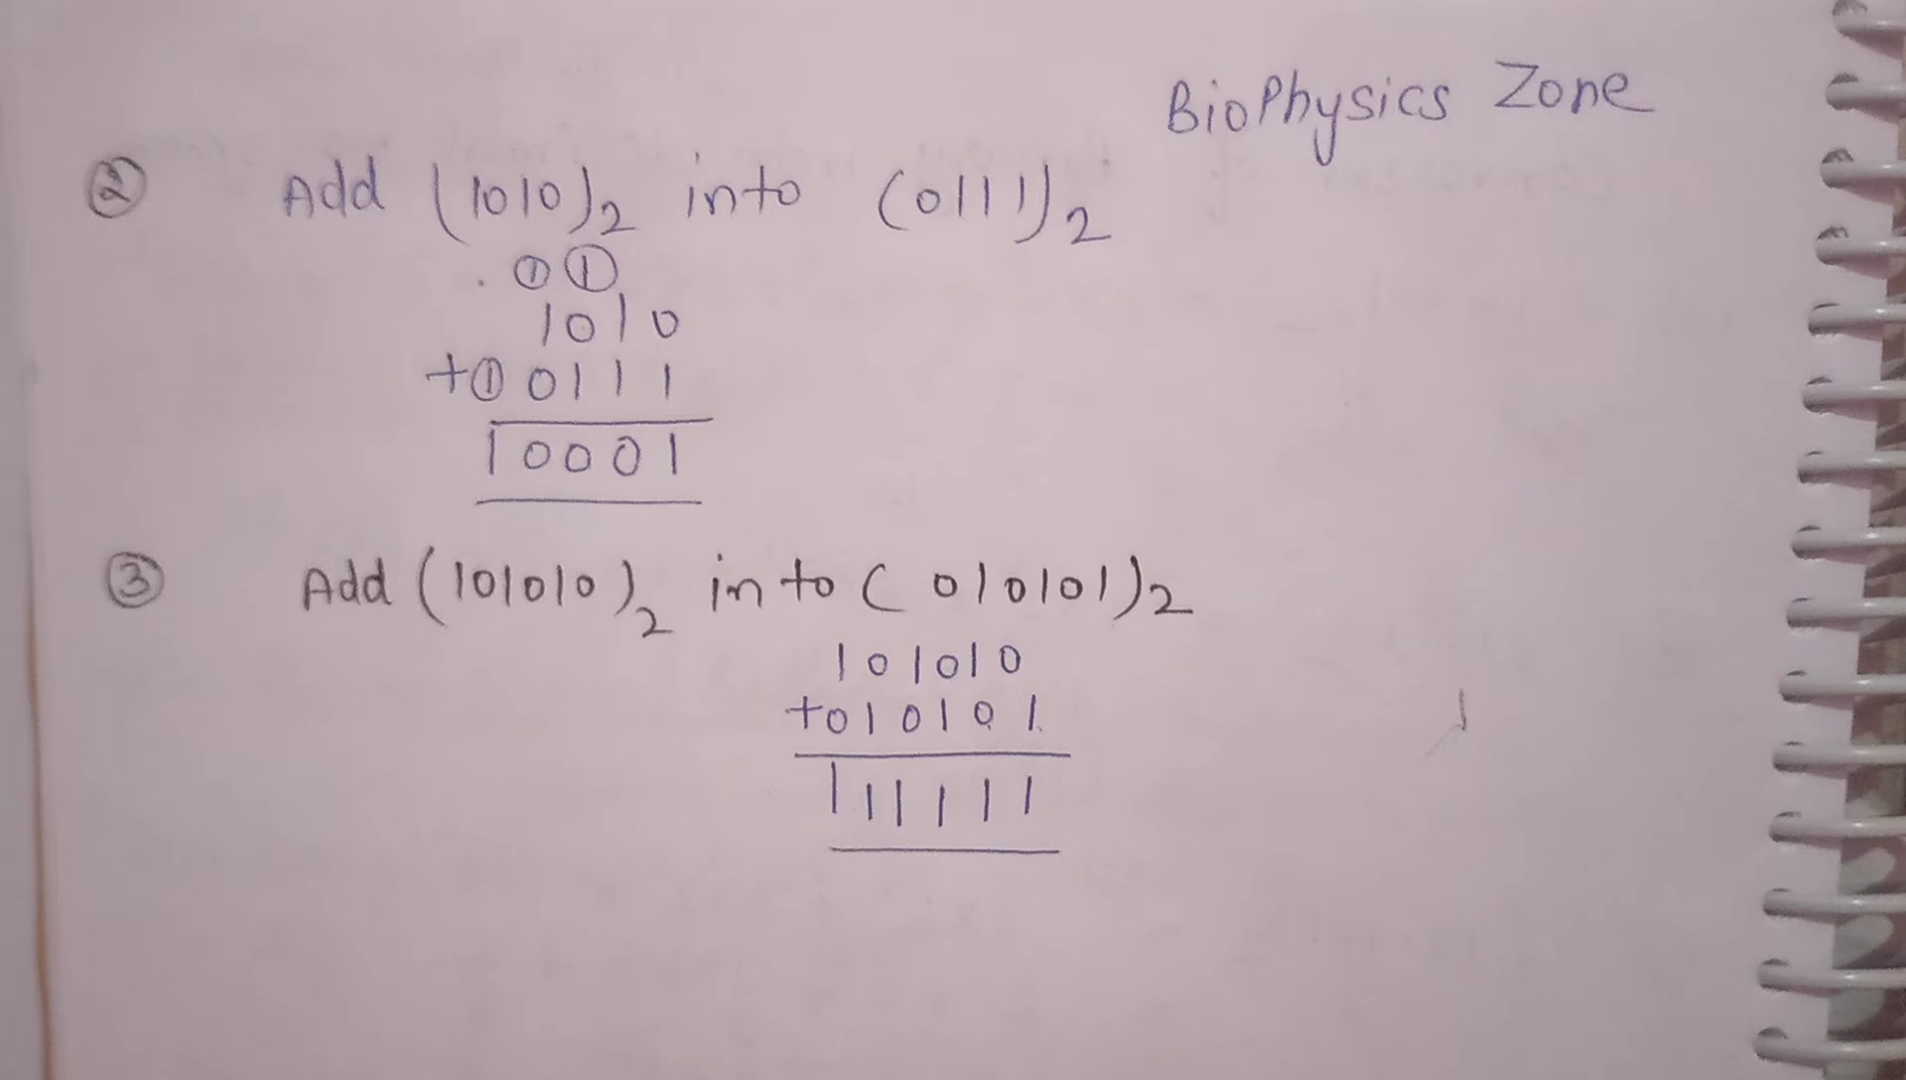 BioPhysics Zone
② Add (1010)2 into (0111)2
① ①
1010
+① 0111
10001
③ Add (101010)2 into (010101)2
101010
+010101
111111